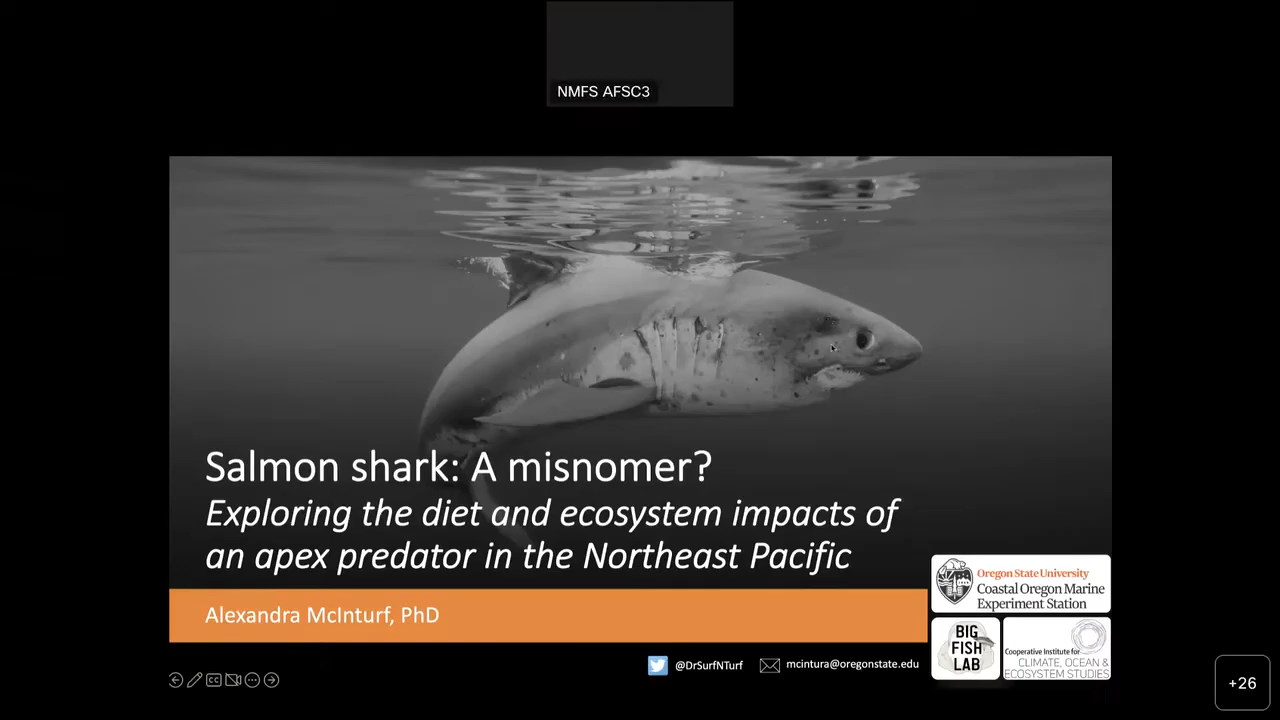 NMFS AFSC3
Salmon shark: A misnomer?
Exploring the diet and ecosystem impacts of
an apex predator in the Northeast Pacific
Alexandra McInturf, PhD
@DrSurfNTurf
mcintura@oregonstate.edu
Oregon State University
Coastal Oregon Marine
Experiment Station
BIG
FISH
LAB
Cooperative Institute for
CLIMATE, OCEAN &
ECOSYSTEM STUDIES
CC
+26